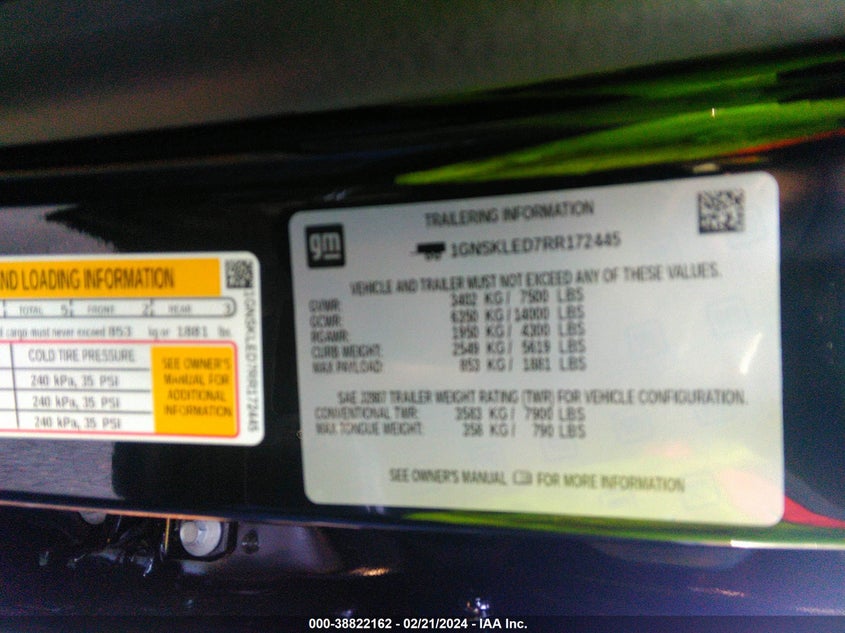 ND LOADING INFORMATION
TOTAL 5 FRONT 2 REAR 3
d cargo must never exceed 853 kg or 1881 lbs.
COLD TIRE PRESSURE
240 kPa, 35 PSI
240 kPa, 35 PSI
240 kPa, 35 PSI
SEE OWNER'S
MANUAL FOR
ADDITIONAL
INFORMATION
1GNSKLED7RR172445
gm
TRAILERING INFORMATION
1GNSKLED7RR172445
VEHICLE AND TRAILER MUST NOT EXCEED ANY OF THESE VALUES.
GVWR: 3402 KG / 7500 LBS
GCWR: 6350 KG / 14000 LBS
RGAWR: 1950 KG / 4300 LBS
CURB WEIGHT: 2549 KG / 5619 LBS
MAX PAYLOAD: 853 KG / 1881 LBS
SAE J2807 TRAILER WEIGHT RATING (TWR) FOR VEHICLE CONFIGURATION.
CONVENTIONAL TWR: 3583 KG / 7900 LBS
MAX TONGUE WEIGHT: 358 KG / 790 LBS
SEE OWNER'S MANUAL FOR MORE INFORMATION
000-38822162 - 02/21/2024 - IAA Inc.